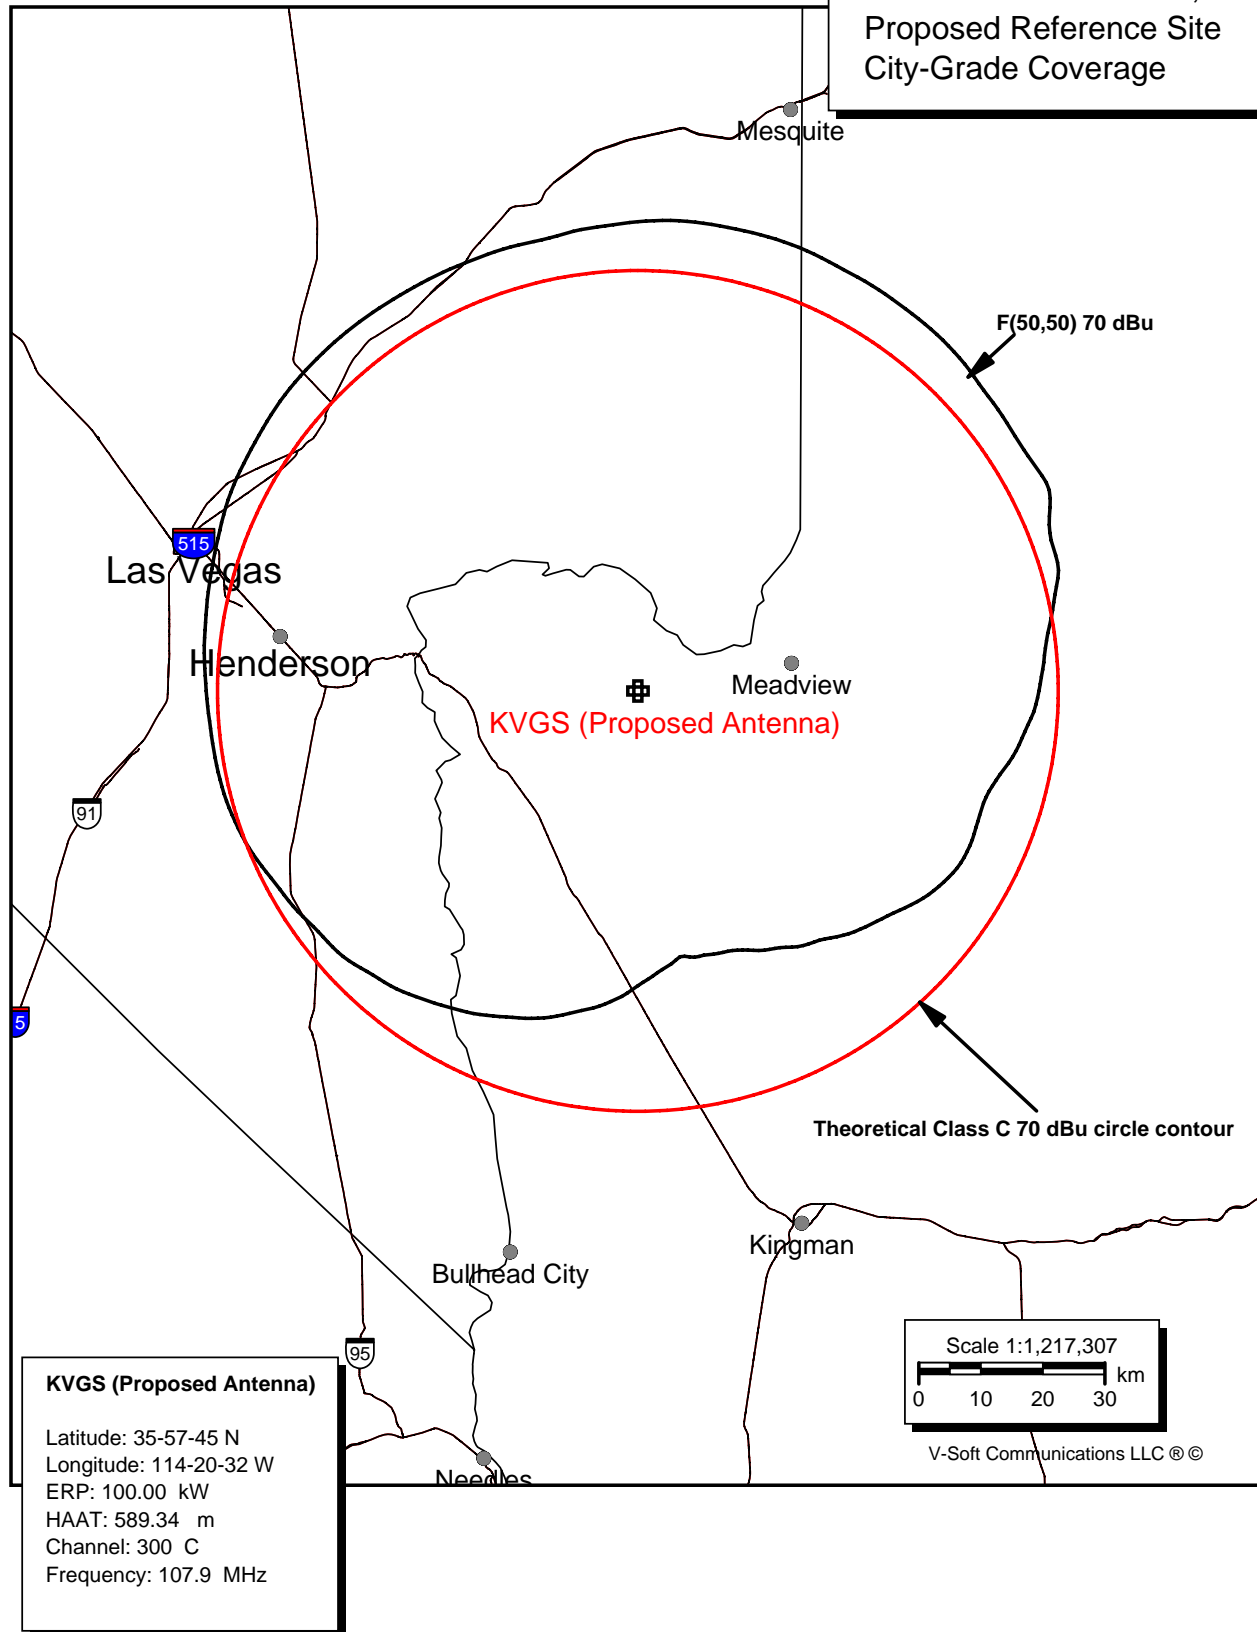 Proposed Reference Site
City-Grade Coverage
Mesquite
F(50,50) 70 dBu
515
Las Vegas
Henderson
Meadview
KVGS (Proposed Antenna)
91
5
Theoretical Class C 70 dBu circle contour
Kingman
Bullhead City
95
Scale 1:1,217,307
km
0 10 20 30
V-Soft Communications LLC ® ©
Needles
KVGS (Proposed Antenna)
Latitude: 35-57-45 N
Longitude: 114-20-32 W
ERP: 100.00 kW
HAAT: 589.34 m
Channel: 300 C
Frequency: 107.9 MHz